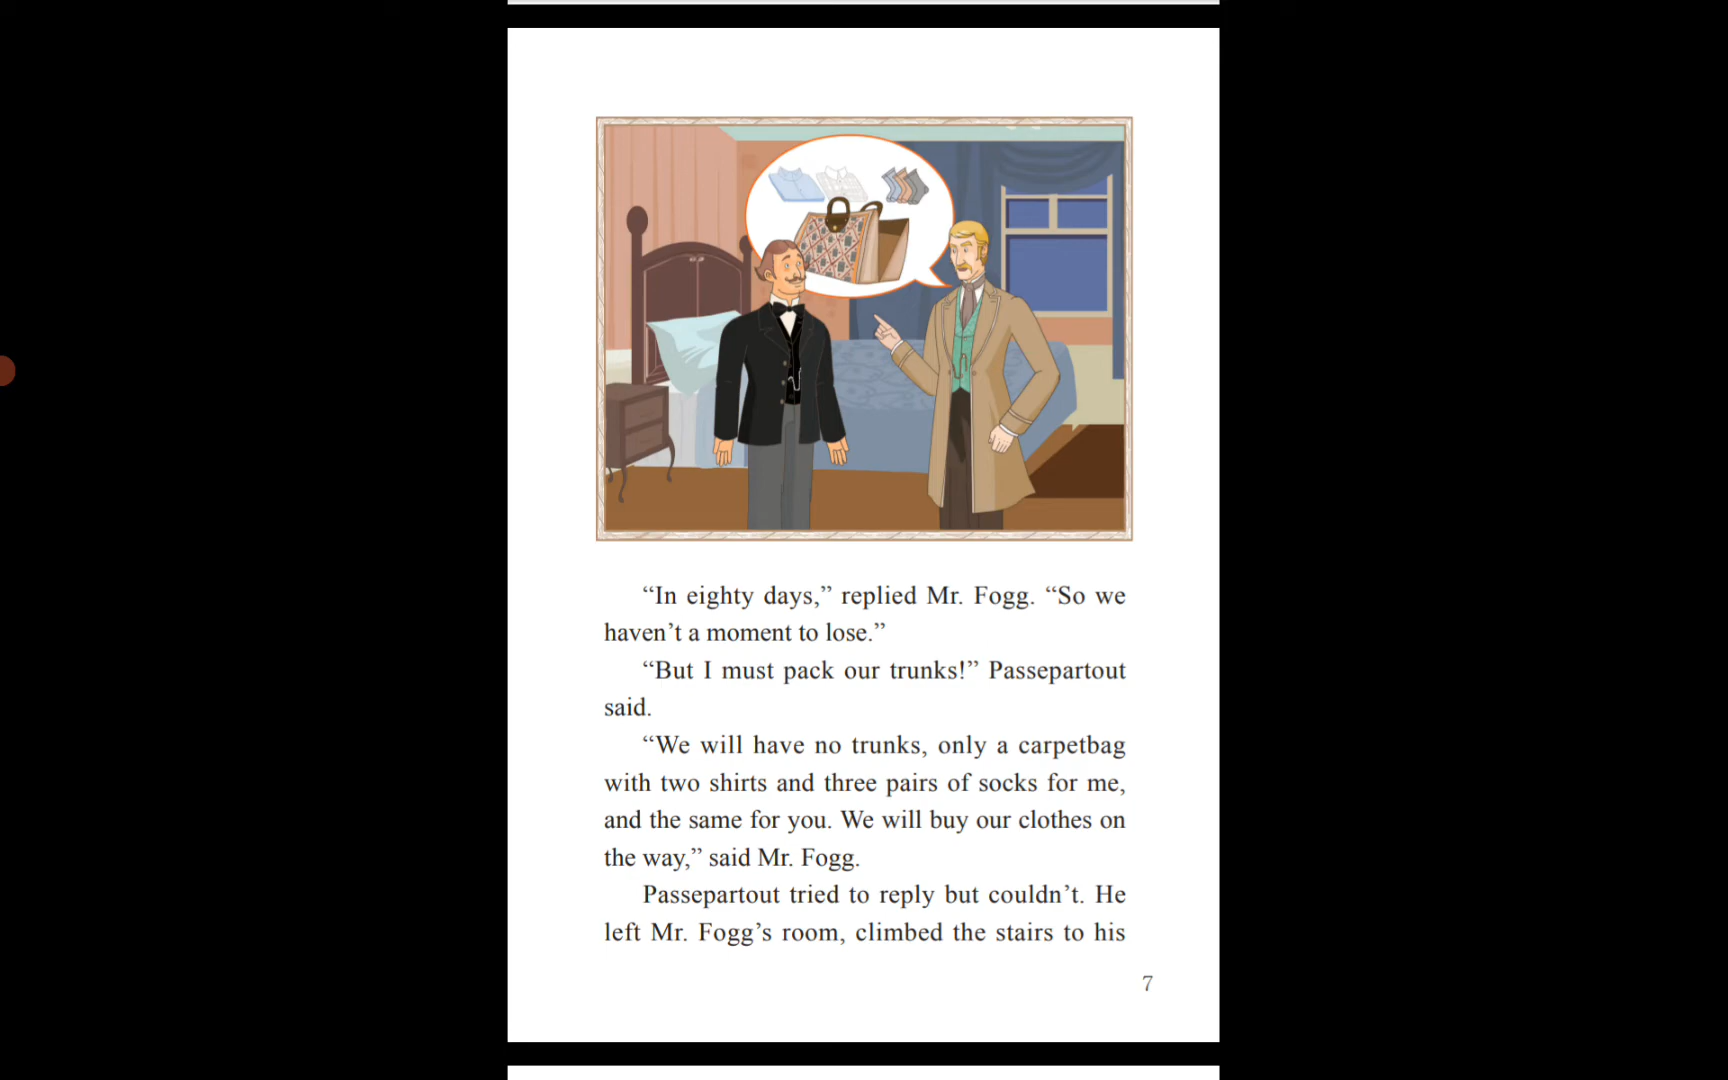 “In eighty days,” replied Mr. Fogg. “So we
haven’t a moment to lose.”
“But I must pack our trunks!” Passepartout
said.
“We will have no trunks, only a carpetbag
with two shirts and three pairs of socks for me,
and the same for you. We will buy our clothes on
the way,” said Mr. Fogg.
Passepartout tried to reply but couldn’t. He
left Mr. Fogg’s room, climbed the stairs to his
7